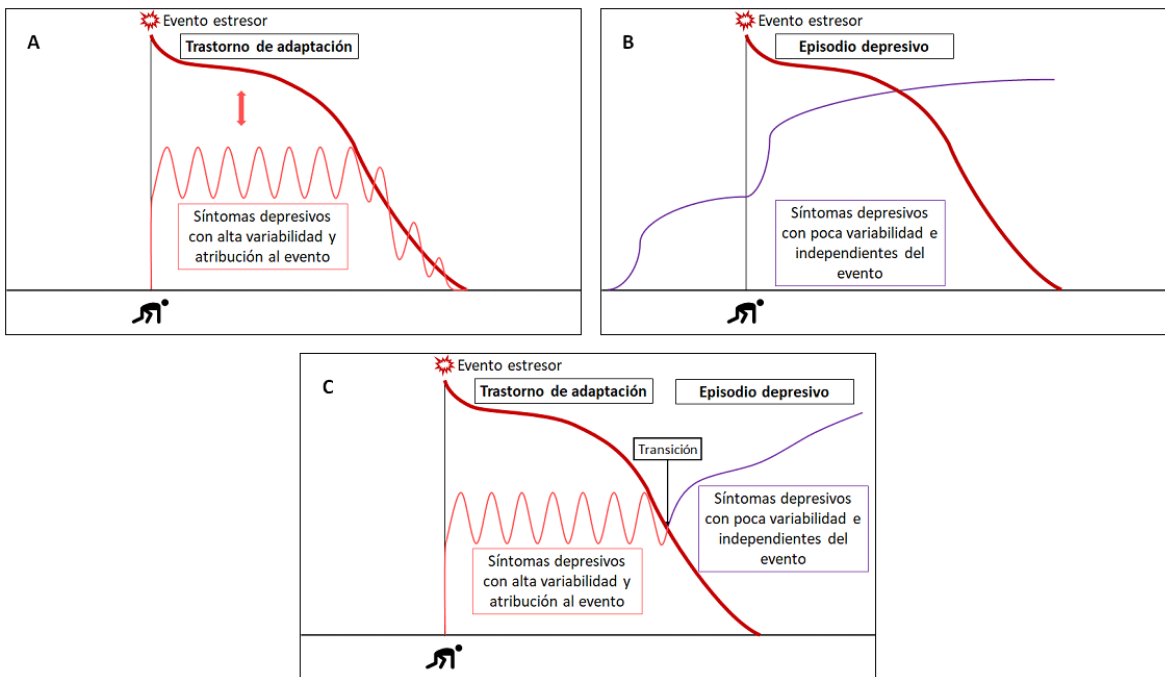 A
Evento estresor
Trastorno de adaptación
Síntomas depresivos
con alta variabilidad y
atribución al evento
B
Evento estresor
Episodio depresivo
Síntomas depresivos
con poca variabilidad e
independientes del
evento
C
Evento estresor
Trastorno de adaptación
Episodio depresivo
Transición
Síntomas depresivos
con poca variabilidad e
independientes del
evento
Síntomas depresivos
con alta variabilidad y
atribución al evento